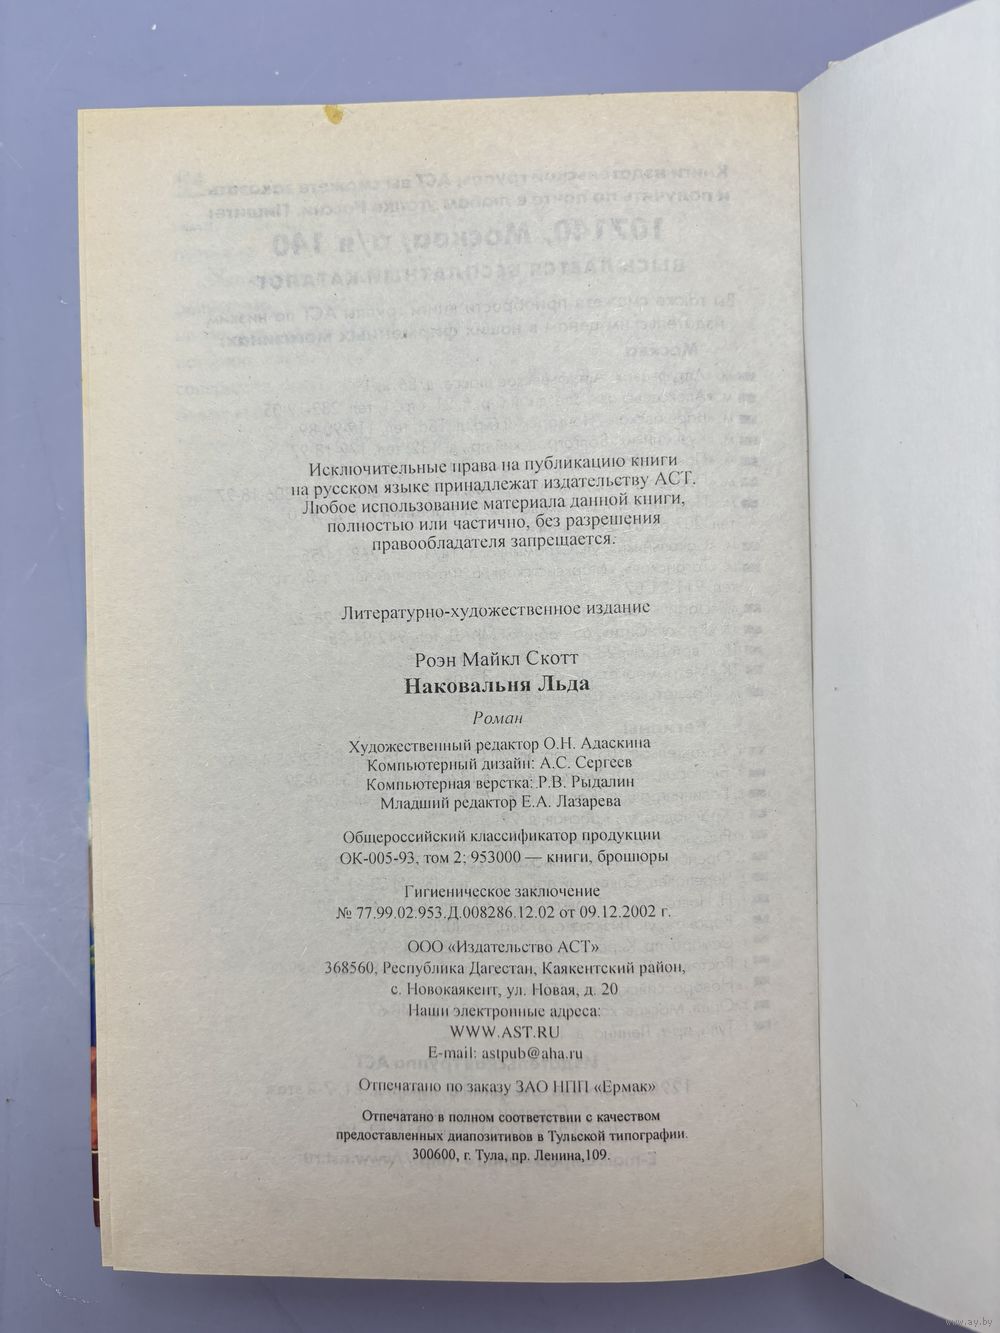 Исключительные права на публикацию книги
на русском языке принадлежат издательству АСТ.
Любое использование материала данной книги,
полностью или частично, без разрешения
правообладателя запрещается.
Литературно-художественное издание
Роэн Майкл Скотт
Наковальня Льда
Роман
Художественный редактор О.Н. Адаскина
Компьютерный дизайн: А.С. Сергеев
Компьютерная верстка: Р.В. Рыдалин
Младший редактор Е.А. Лазарева
Общероссийский классификатор продукции
ОК-005-93, том 2; 953000 — книги, брошюры
Гигиеническое заключение
№ 77.99.02.953.Д.008286.12.02 от 09.12.2002 г.
ООО «Издательство АСТ»
368560, Республика Дагестан, Каякентский район,
с. Новокаякент, ул. Новая, д. 20
Наши электронные адреса:
WWW.AST.RU
E-mail: astpub@aha.ru
Отпечатано по заказу ЗАО НПП «Ермак»
Отпечатано в полном соответствии с качеством
предоставленных диапозитивов в Тульской типографии.
300600, г. Тула, пр. Ленина,109.
www.ay.by